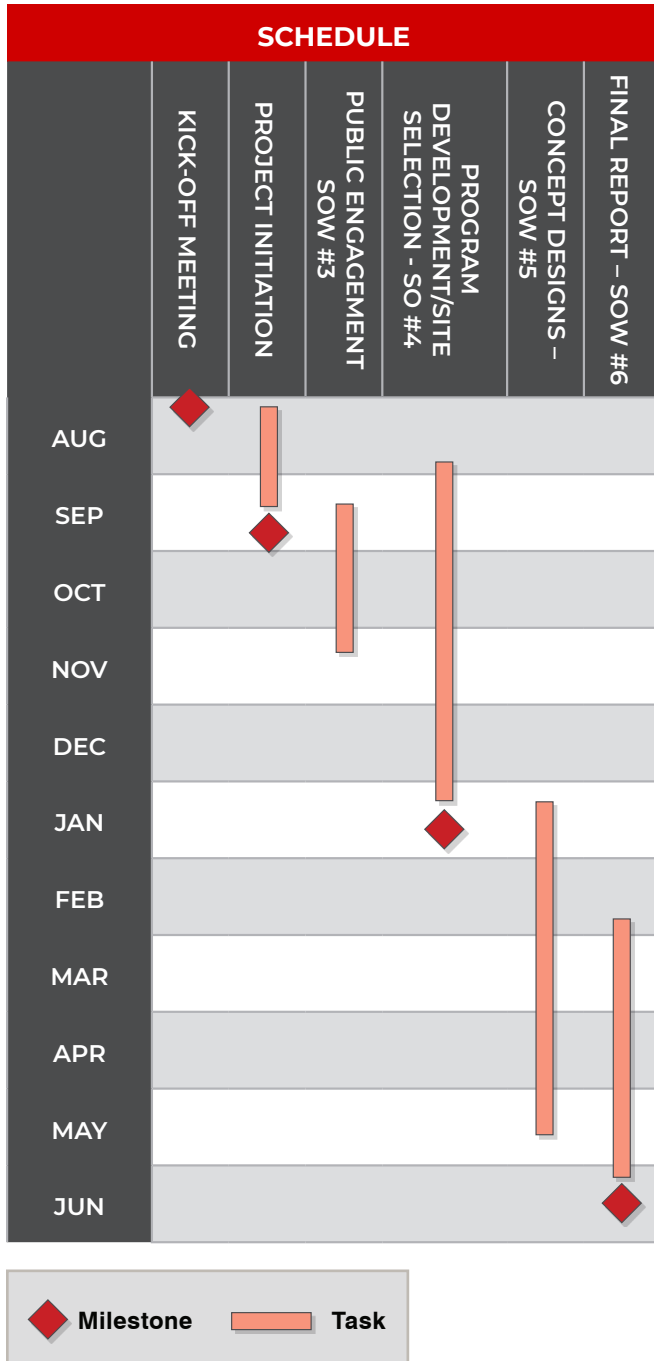 SCHEDULE
KICK-OFF MEETING
PROJECT INITIATION
PUBLIC ENGAGEMENT
SOW #3
PROGRAM
DEVELOPMENT/SITE
SELECTION - SO #4
CONCEPT DESIGNS –
SOW #5
FINAL REPORT – SOW #6
AUG
SEP
OCT
NOV
DEC
JAN
FEB
MAR
APR
MAY
JUN
Milestone
Task